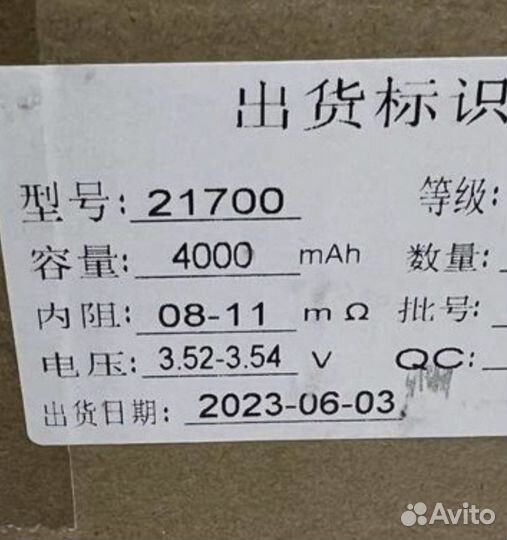 出货标识
型号: 21700 等级:
容量: 4000 mAh 数量:
内阻: 08-11 mΩ 批号:
电压: 3.52-3.54 V QC:
出货日期: 2023-06-03
Avito